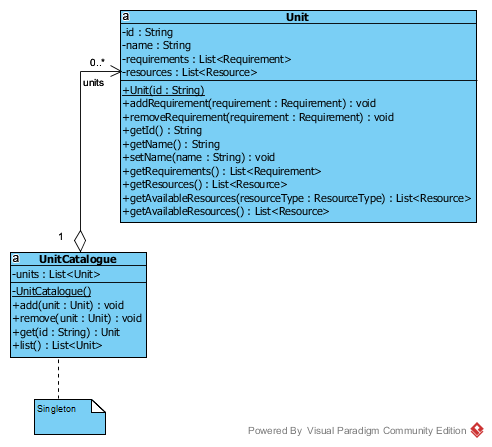 a
Unit
-id : String
-name : String
-requirements : List<Requirement>
-resources : List<Resource>
+Unit(id : String)
+addRequirement(requirement : Requirement) : void
+removeRequirement(requirement : Requirement) : void
+getId() : String
+getName() : String
+setName(name : String) : void
+getRequirements() : List<Requirement>
+getResources() : List<Resource>
+getAvailableResources(resourceType : ResourceType) : List<Resource>
+getAvailableResources() : List<Resource>
0..*
units
1
a
UnitCatalogue
-units : List<Unit>
-UnitCatalogue()
+add(unit : Unit) : void
+remove(unit : Unit) : void
+get(id : String) : Unit
+list() : List<Unit>
Singleton
Powered By Visual Paradigm Community Edition